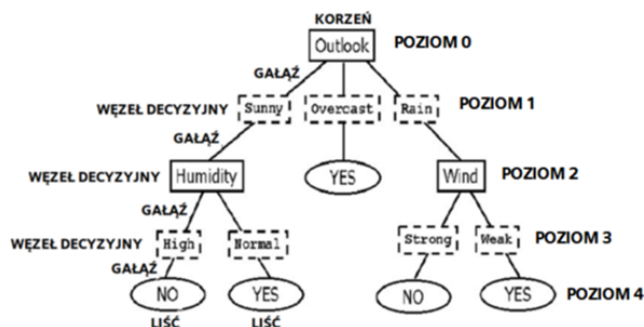 KORZEŃ
Outlook POZIOM 0
GAŁĄŹ
WĘZEŁ DECYZYJNY Sunny Overcast Rain POZIOM 1
GAŁĄŹ
WĘZEŁ DECYZYJNY Humidity YES Wind POZIOM 2
GAŁĄŹ
WĘZEŁ DECYZYJNY High Normal Strong Weak POZIOM 3
GAŁĄŹ
NO YES NO YES POZIOM 4
LIŚĆ LIŚĆ